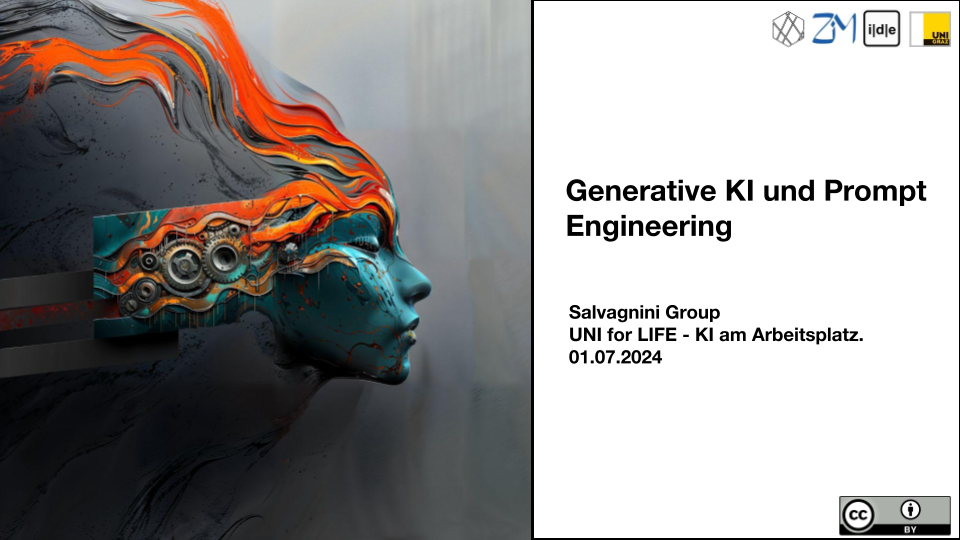 ZIM
i|d|e
UNI
GRAZ
Generative KI und Prompt
Engineering
Salvagnini Group
UNI for LIFE - KI am Arbeitsplatz.
01.07.2024
cc
BY